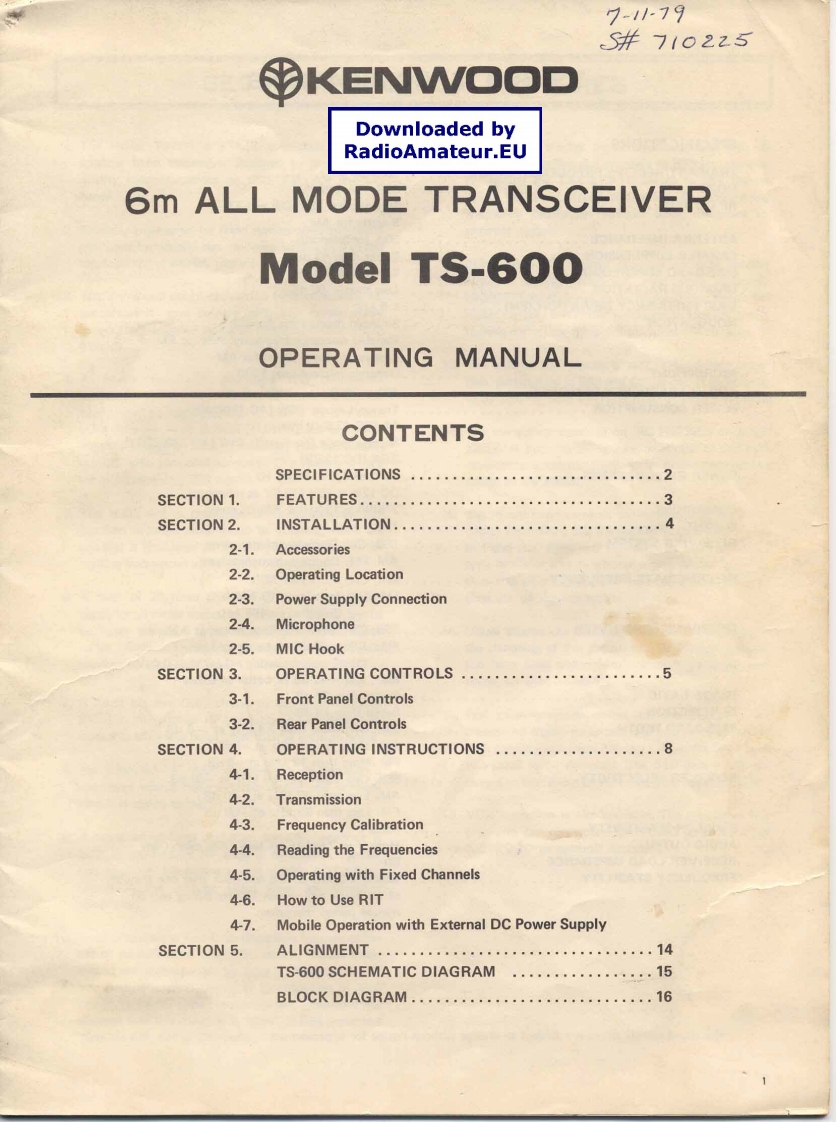 7-11-79
S# 710225
KENWOOD
Downloaded by
RadioAmateur.EU
6m ALL MODE TRANSCEIVER
Model TS-600
OPERATING MANUAL
CONTENTS
SPECIFICATIONS .............................. 2
SECTION 1. FEATURES.................................... 3
SECTION 2. INSTALLATION................................ 4
2-1. Accessories
2-2. Operating Location
2-3. Power Supply Connection
2-4. Microphone
2-5. MIC Hook
SECTION 3. OPERATING CONTROLS ........................ 5
3-1. Front Panel Controls
3-2. Rear Panel Controls
SECTION 4. OPERATING INSTRUCTIONS .................... 8
4-1. Reception
4-2. Transmission
4-3. Frequency Calibration
4-4. Reading the Frequencies
4-5. Operating with Fixed Channels
4-6. How to Use RIT
4-7. Mobile Operation with External DC Power Supply
SECTION 5. ALIGNMENT ................................. 14
TS-600 SCHEMATIC DIAGRAM ................. 15
BLOCK DIAGRAM............................. 16
1